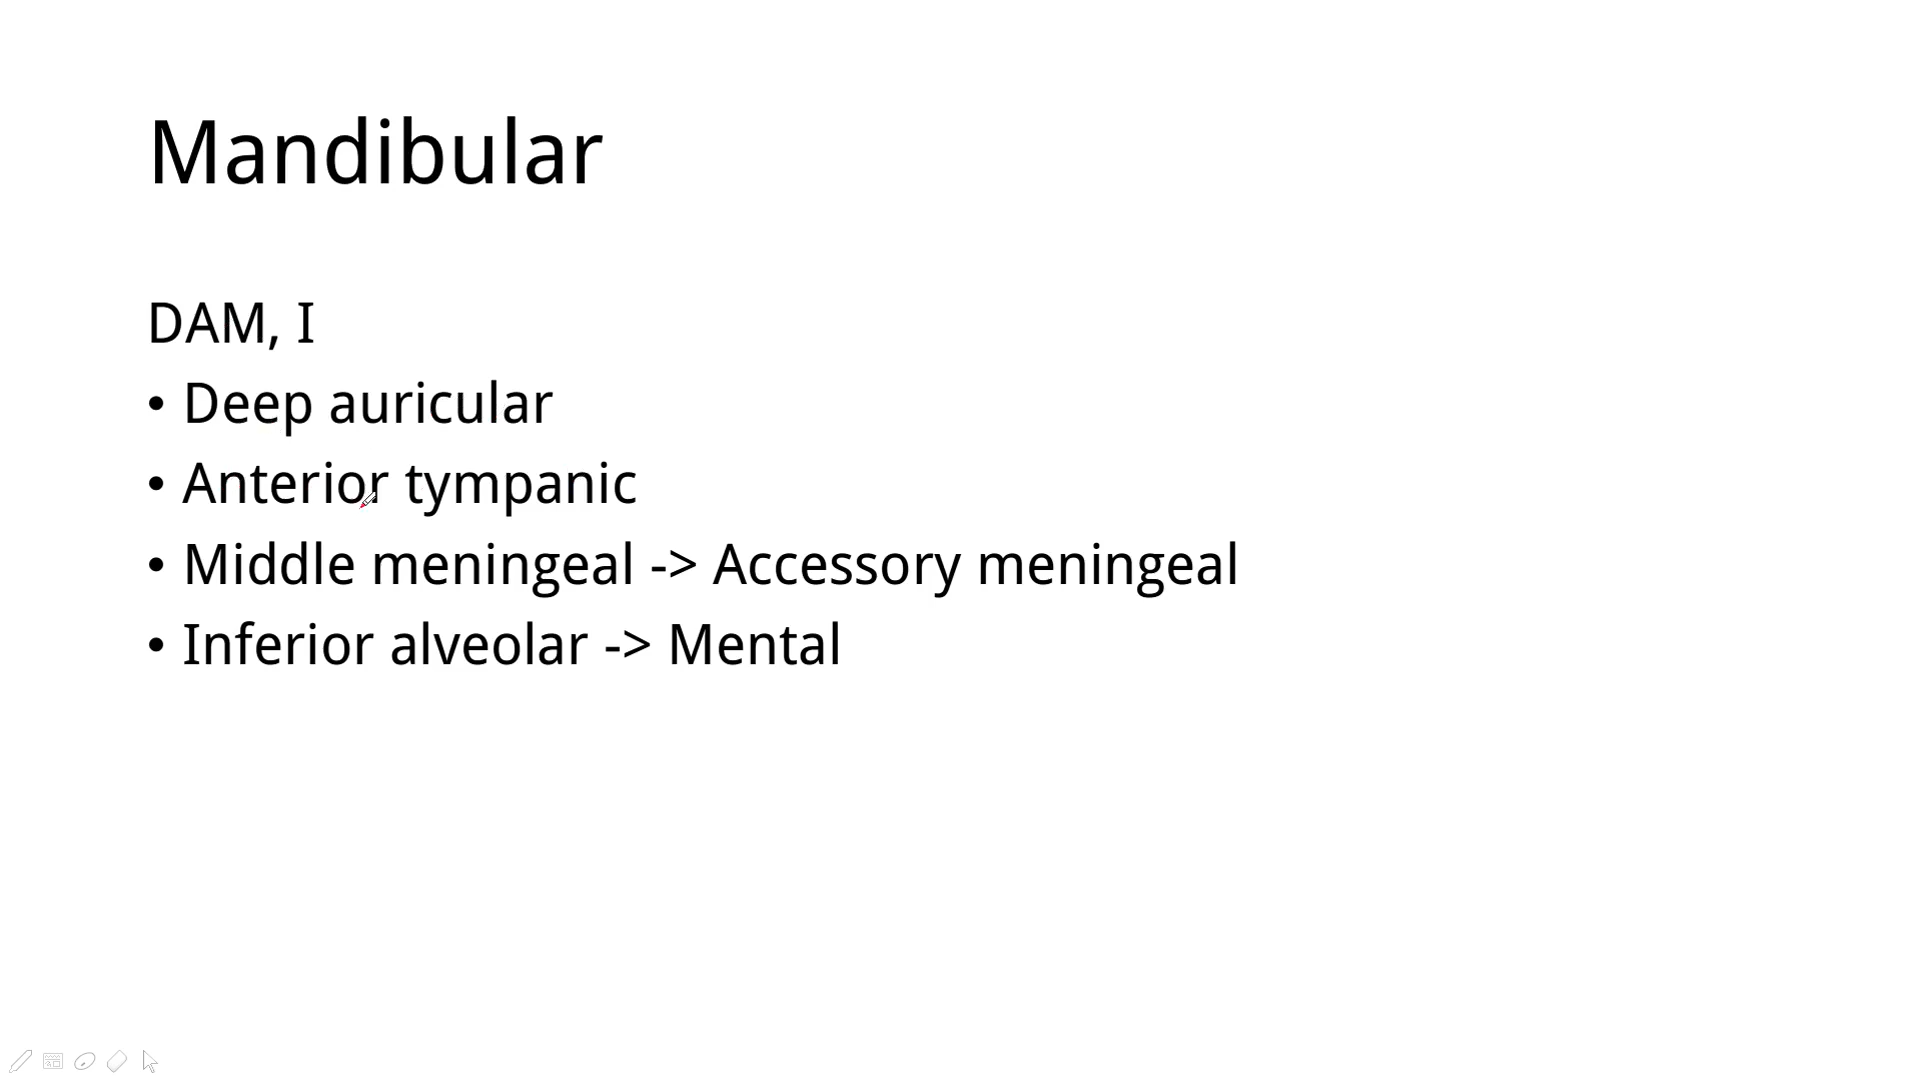 Mandibular
DAM, I
• Deep auricular
• Anterior tympanic
• Middle meningeal -> Accessory meningeal
• Inferior alveolar -> Mental